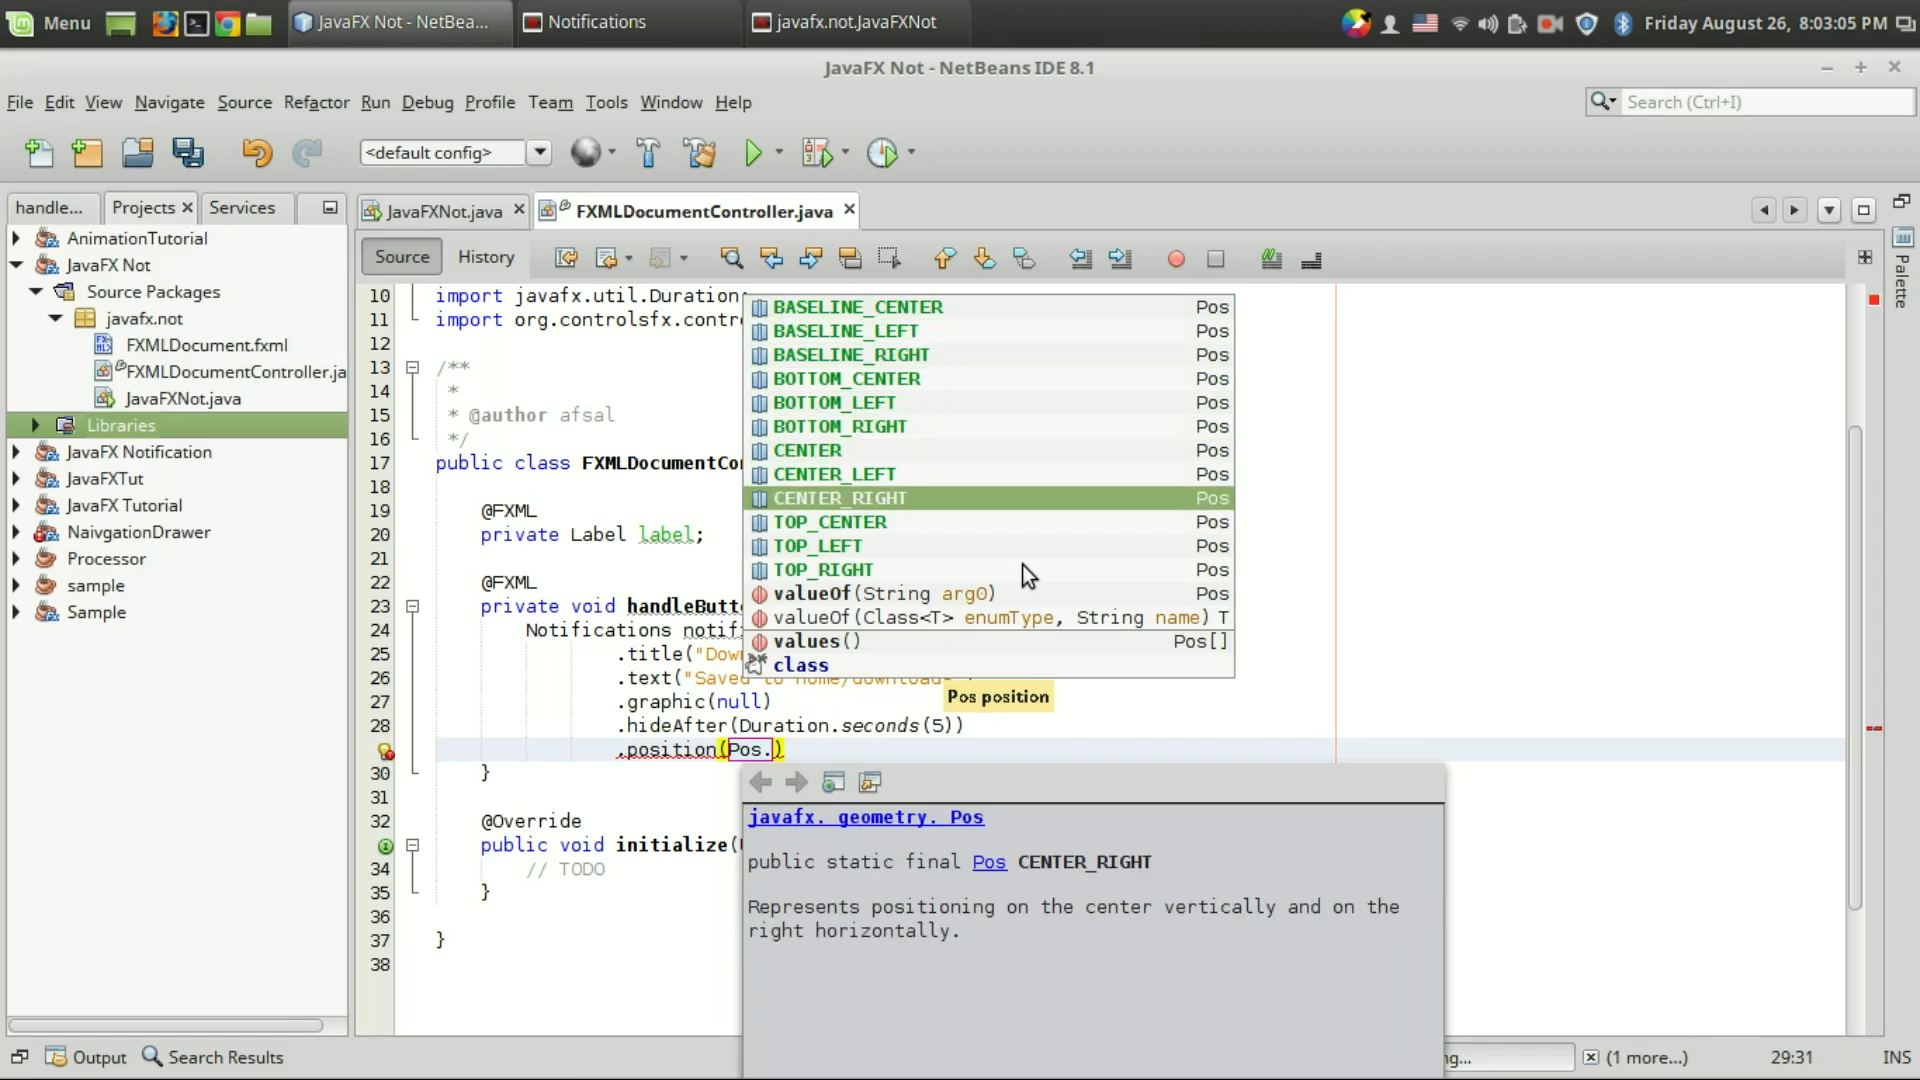 Menu
JavaFX Not - NetBea...
Notifications
javafx.not.JavaFXNot
Friday August 26, 8:03:05 PM
JavaFX Not - NetBeans IDE 8.1
File Edit View Navigate Source Refactor Run Debug Profile Team Tools Window Help
Search (Ctrl+I)
<default config>
handle... Projects Services
JavaFXNot.java FXMLDocumentController.java
Source History
AnimationTutorial
JavaFX Not
Source Packages
javafx.not
FXMLDocument.fxml
FXMLDocumentController.ja
JavaFXNot.java
Libraries
JavaFX Notification
JavaFXTut
JavaFX Tutorial
NaivgationDrawer
Processor
sample
Sample
Palette
10 import javafx.util.Duration;
11 import org.controlsfx.contr
12
13 /**
14 *
15 * @author afsal
16 */
17 public class FXMLDocumentCo
18
19 @FXML
20 private Label label;
21
22 @FXML
23 private void handleButt
24 Notifications notif
25 .title("Dow
26 .text("Saved to home/downloads"
27 .graphic(null)
28 .hideAfter(Duration.seconds(5))
.position(Pos.)
30 }
31
32 @Override
public void initialize(
34 // TODO
35 }
36
37 }
38
BASELINE_CENTER Pos
BASELINE_LEFT Pos
BASELINE_RIGHT Pos
BOTTOM_CENTER Pos
BOTTOM_LEFT Pos
BOTTOM_RIGHT Pos
CENTER Pos
CENTER_LEFT Pos
CENTER_RIGHT Pos
TOP_CENTER Pos
TOP_LEFT Pos
TOP_RIGHT Pos
valueOf(String arg0) Pos
valueOf(Class<T> enumType, String name) T
values() Pos[]
class
Pos position
javafx. geometry. Pos
public static final Pos CENTER_RIGHT
Represents positioning on the center vertically and on the
right horizontally.
Output Search Results
ng... (1 more...) 29:31 INS